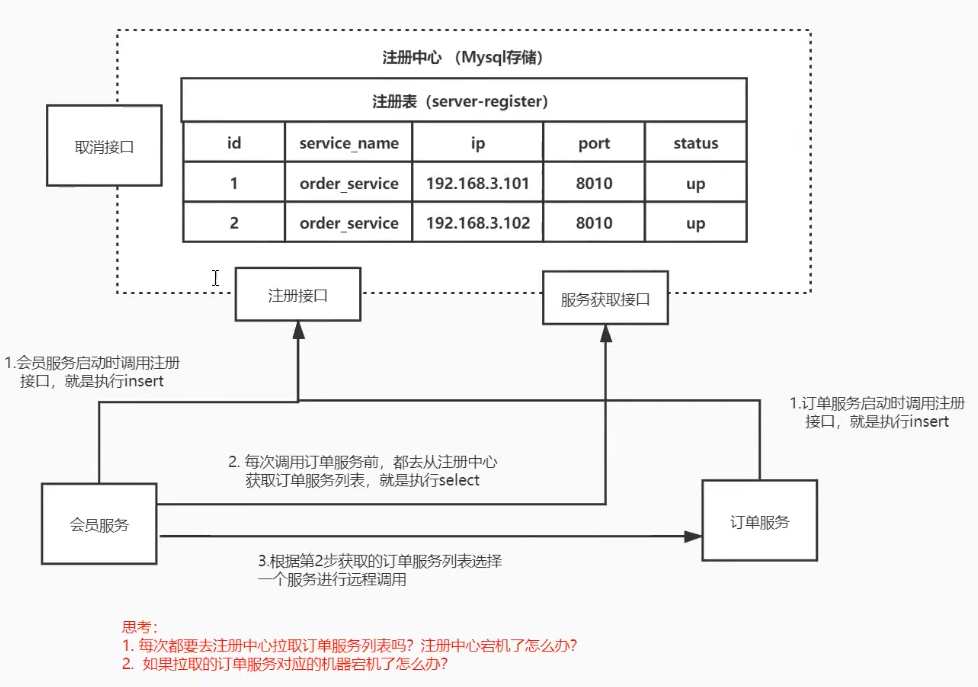 注册中心 （Mysql存储）
注册表（server-register）
取消接口
id service_name ip port status
1 order_service 192.168.3.101 8010 up
2 order_service 192.168.3.102 8010 up
注册接口
服务获取接口
1.会员服务启动时调用注册
接口，就是执行insert
1.订单服务启动时调用注册
接口，就是执行insert
2. 每次调用订单服务前，都去从注册中心
获取订单服务列表，就是执行select
会员服务
订单服务
3.根据第2步获取的订单服务列表选择
一个服务进行远程调用
思考：
1. 每次都要去注册中心拉取订单服务列表吗？注册中心宕机了怎么办？
2. 如果拉取的订单服务对应的机器宕机了怎么办？